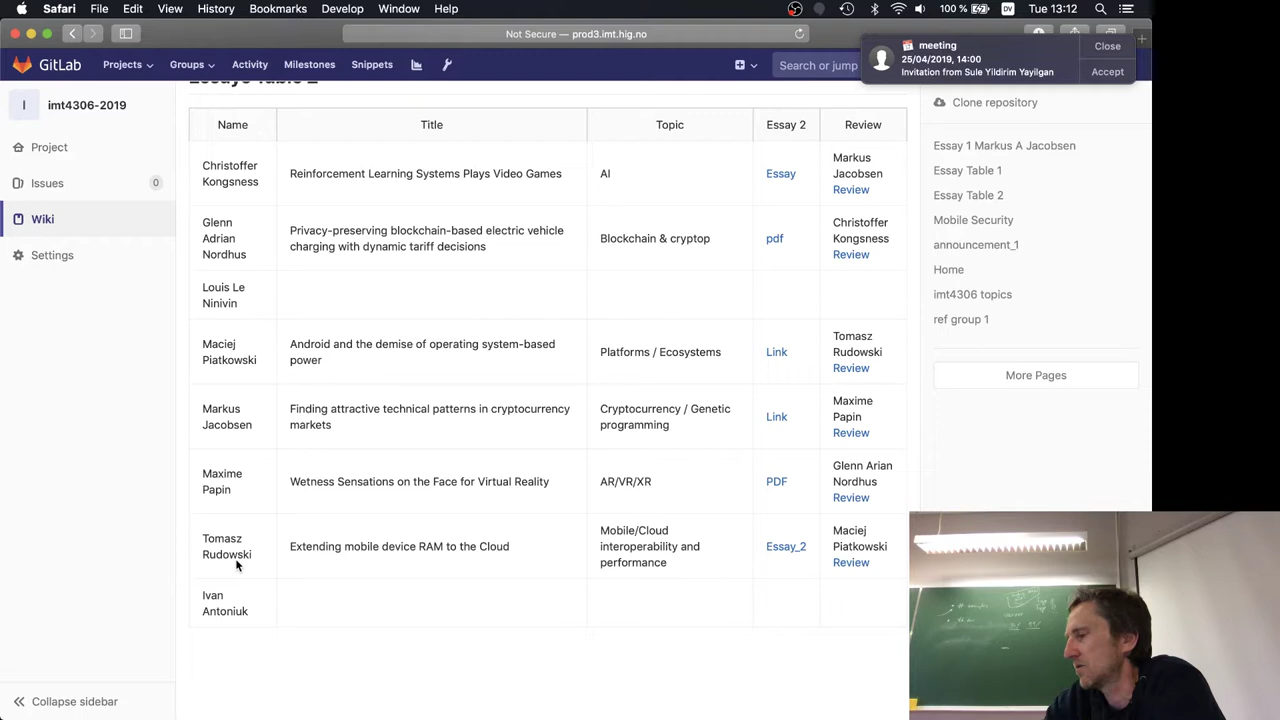 Safari File Edit View History Bookmarks Develop Window Help 100 % DV Tue 13:12
Not Secure — prod3.imt.hig.no
GitLab Projects Groups Activity Milestones Snippets Search or jump
meeting
25/04/2019, 14:00
Invitation from Sule Yildirim Yayilgan
Close
Accept
I imt4306-2019
Project
Issues 0
Wiki
Settings
Collapse sidebar
Essays Table 2
Name Title Topic Essay 2 Review
Christoffer
Kongsness
Reinforcement Learning Systems Plays Video Games
AI
Essay
Markus
Jacobsen
Review
Glenn
Adrian
Nordhus
Privacy-preserving blockchain-based electric vehicle
charging with dynamic tariff decisions
Blockchain & cryptop
pdf
Christoffer
Kongsness
Review
Louis Le
Ninivin
Maciej
Piatkowski
Android and the demise of operating system-based
power
Platforms / Ecosystems
Link
Tomasz
Rudowski
Review
Markus
Jacobsen
Finding attractive technical patterns in cryptocurrency
markets
Cryptocurrency / Genetic
programming
Link
Maxime
Papin
Review
Maxime
Papin
Wetness Sensations on the Face for Virtual Reality
AR/VR/XR
PDF
Glenn Arian
Nordhus
Review
Tomasz
Rudowski
Extending mobile device RAM to the Cloud
Mobile/Cloud
interoperability and
performance
Essay_2
Maciej
Piatkowski
Review
Ivan
Antoniuk
Clone repository
Essay 1 Markus A Jacobsen
Essay Table 1
Essay Table 2
Mobile Security
announcement_1
Home
imt4306 topics
ref group 1
More Pages